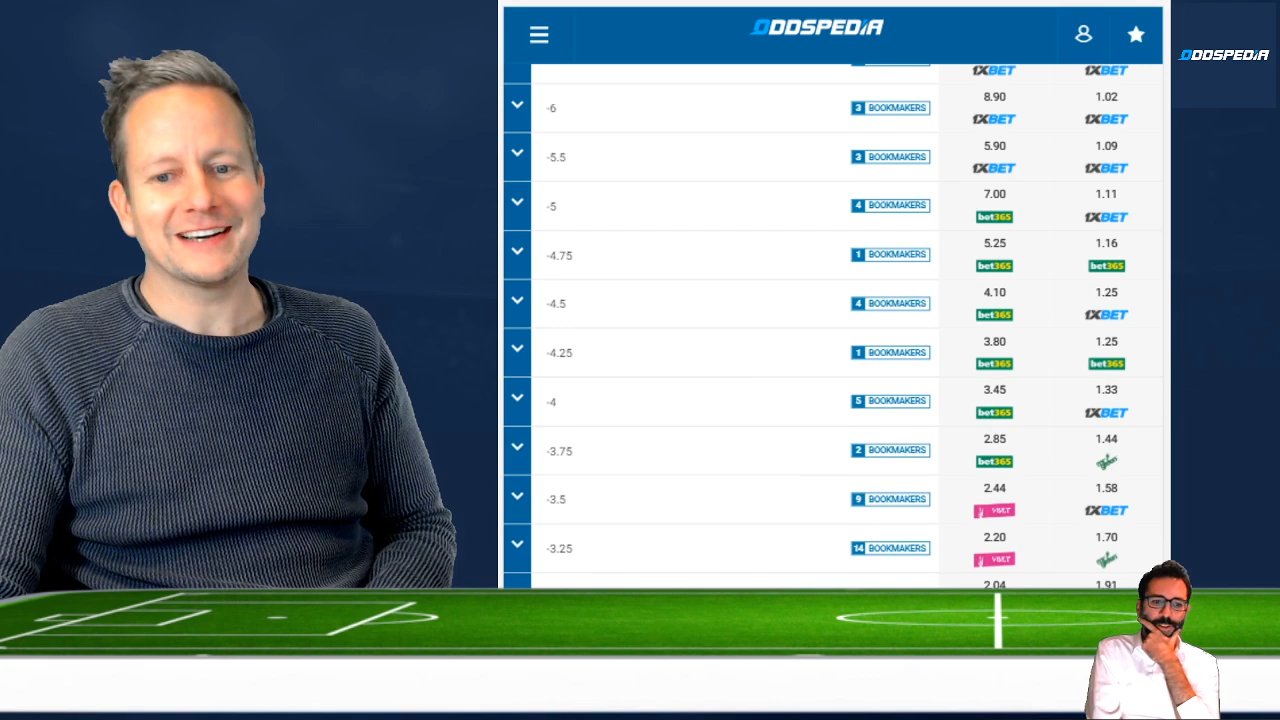 ODDSPEDIA
ODDSPEDIA
1XBET 1XBET
-6 3 BOOKMAKERS 8.90 1.02
1XBET 1XBET
-5.5 3 BOOKMAKERS 5.90 1.09
1XBET 1XBET
-5 4 BOOKMAKERS 7.00 1.11
bet365 1XBET
-4.75 1 BOOKMAKERS 5.25 1.16
bet365 bet365
-4.5 4 BOOKMAKERS 4.10 1.25
bet365 1XBET
-4.25 1 BOOKMAKERS 3.80 1.25
bet365 bet365
-4 5 BOOKMAKERS 3.45 1.33
bet365 1XBET
-3.75 2 BOOKMAKERS 2.85 1.44
bet365
-3.5 9 BOOKMAKERS 2.44 1.58
VBET 1XBET
-3.25 14 BOOKMAKERS 2.20 1.70
VBET
2.04 1.91